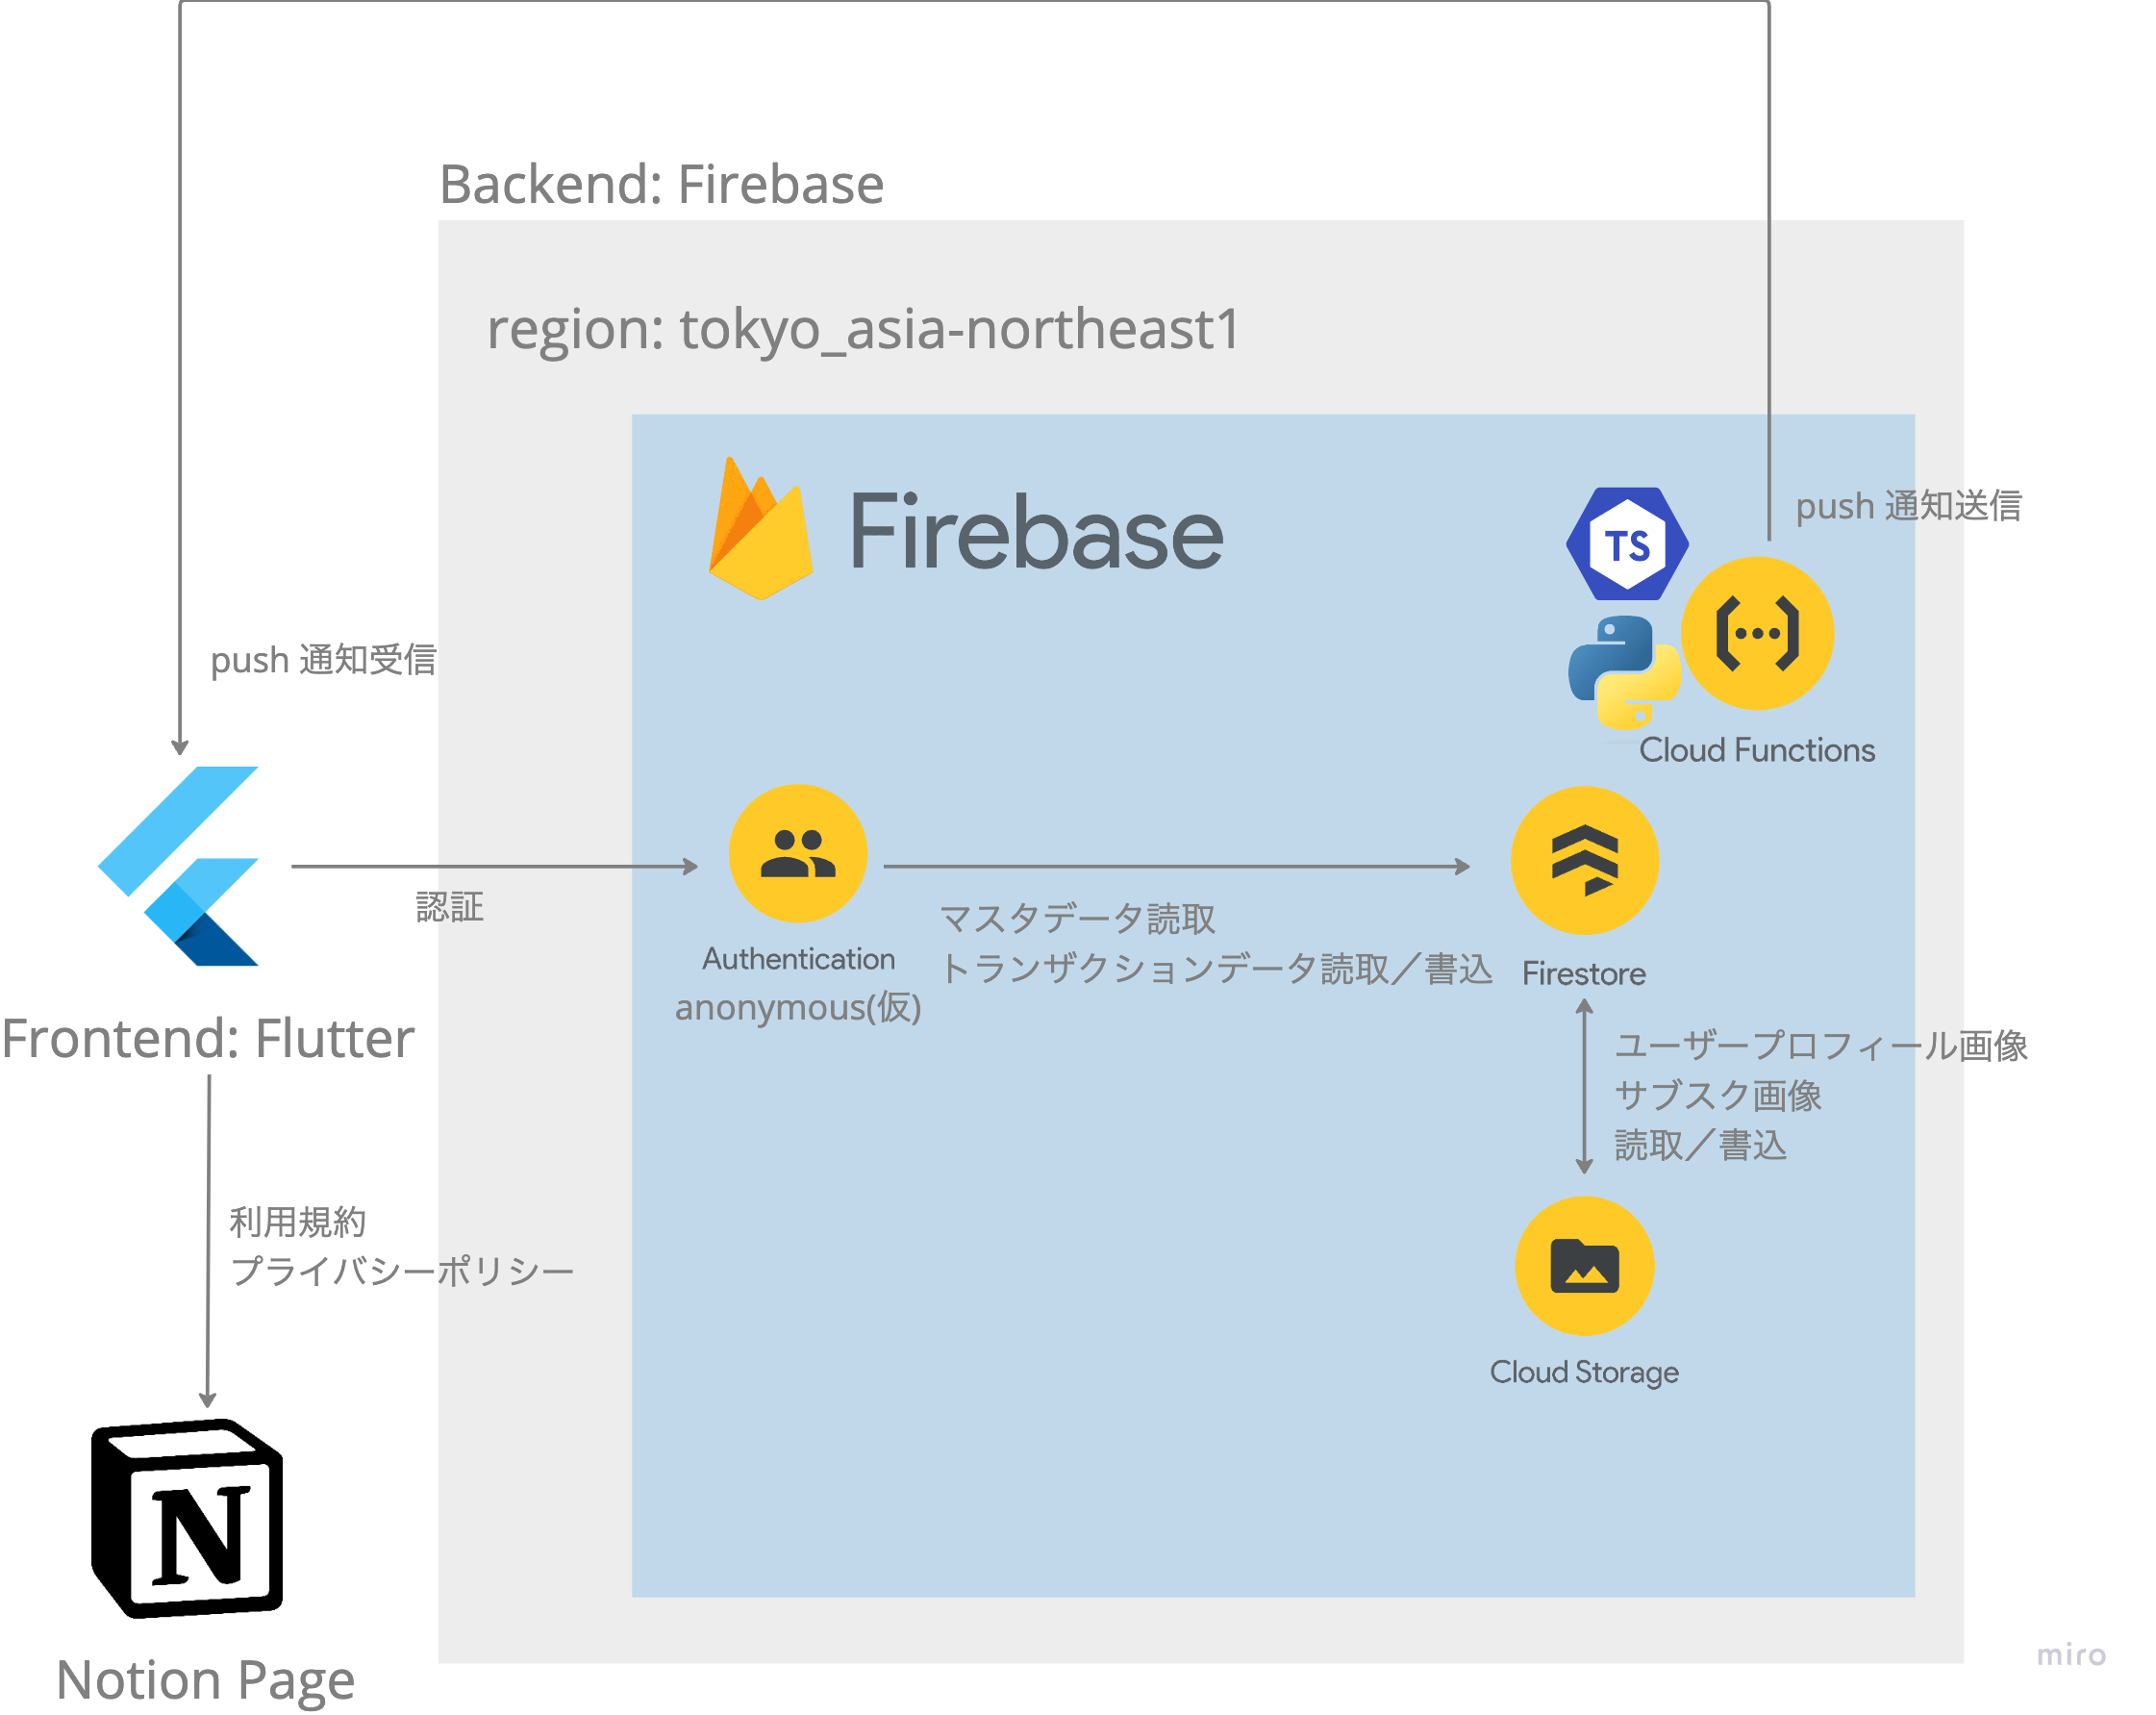 Backend: Firebase
region: tokyo_asia-northeast1
Firebase
TS
push 通知送信
push 通知受信
Cloud Functions
認証
Authentication
anonymous(仮)
マスタデータ読取
トランザクションデータ読取／書込
Firestore
Frontend: Flutter
ユーザープロフィール画像
サブスク画像
読取／書込
利用規約
プライバシーポリシー
Cloud Storage
N
Notion Page
miro